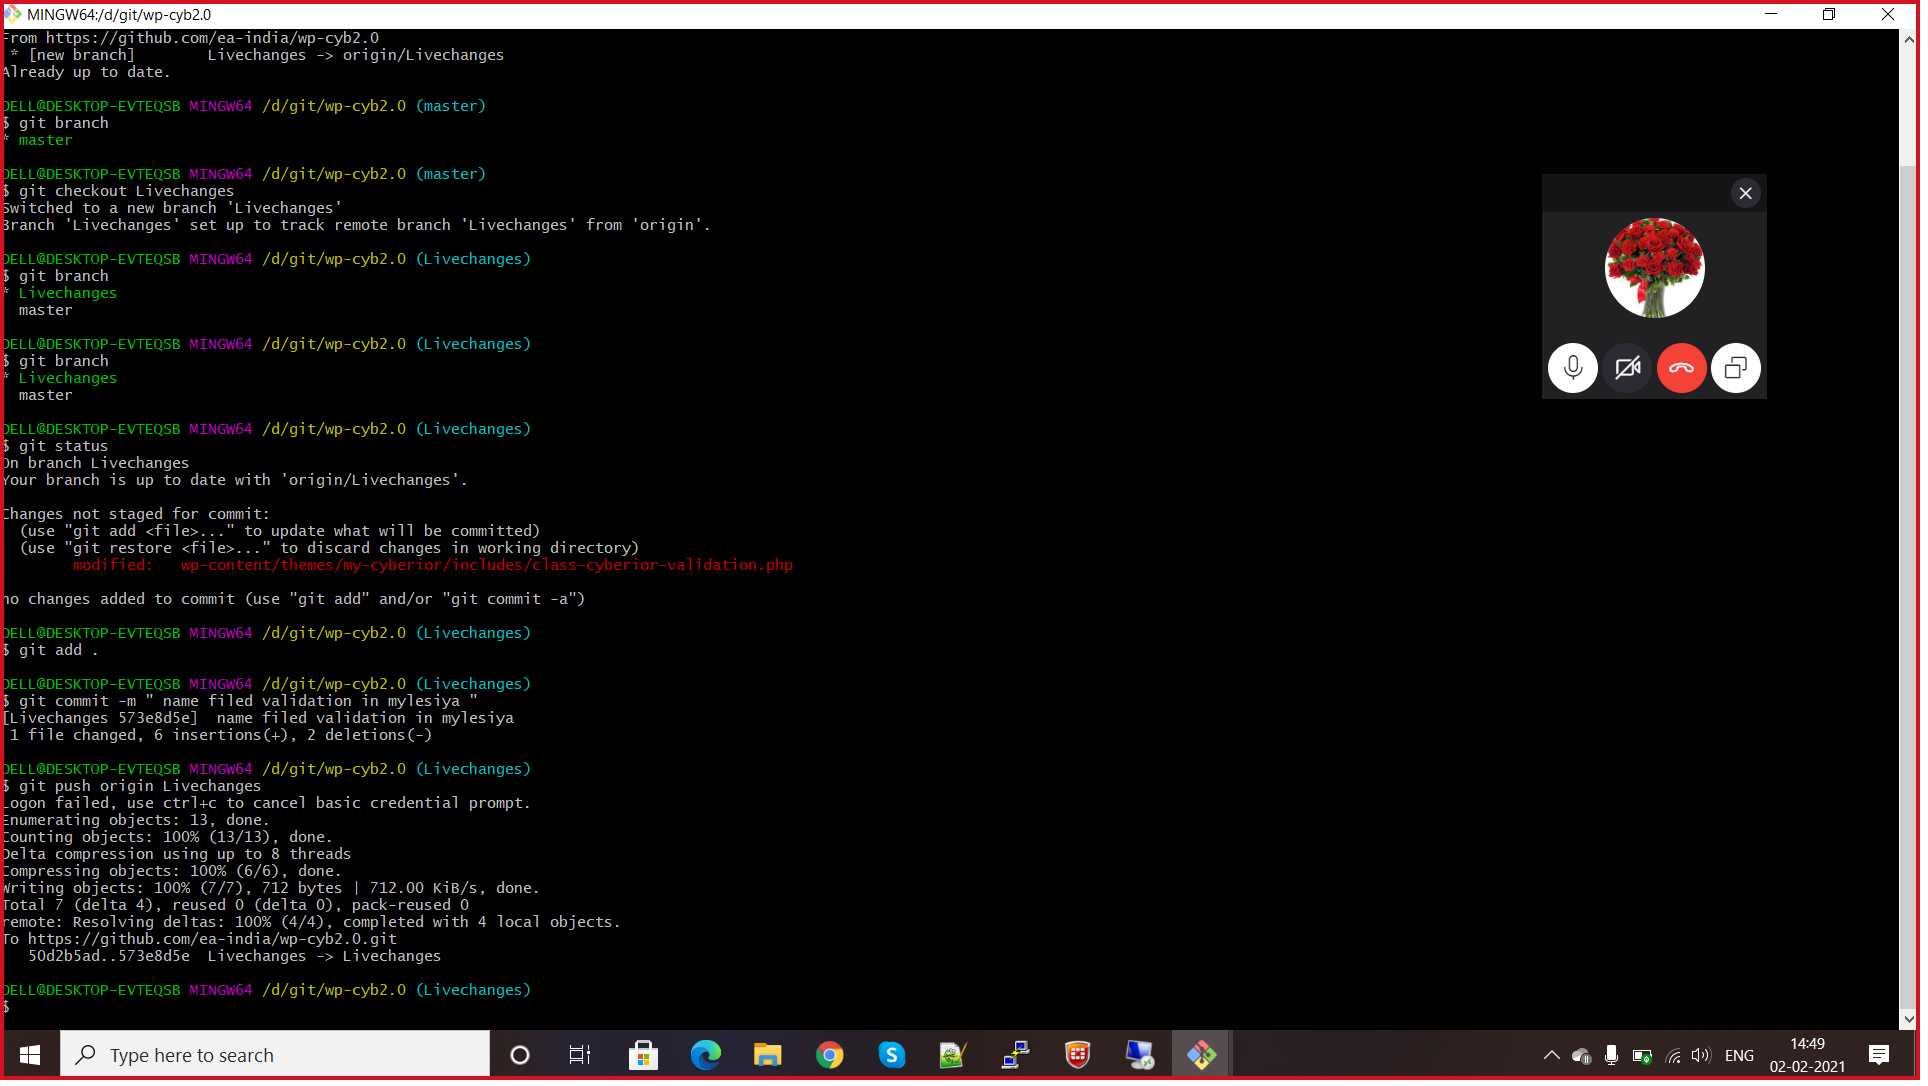 MINGW64:/d/git/wp-cyb2.0
From https://github.com/ea-india/wp-cyb2.0
 * [new branch]        Livechanges -> origin/Livechanges
Already up to date.
DELL@DESKTOP-EVTEQSB MINGW64 /d/git/wp-cyb2.0 (master)
$ git branch
* master
DELL@DESKTOP-EVTEQSB MINGW64 /d/git/wp-cyb2.0 (master)
$ git checkout Livechanges
Switched to a new branch 'Livechanges'
Branch 'Livechanges' set up to track remote branch 'Livechanges' from 'origin'.
DELL@DESKTOP-EVTEQSB MINGW64 /d/git/wp-cyb2.0 (Livechanges)
$ git branch
* Livechanges
  master
DELL@DESKTOP-EVTEQSB MINGW64 /d/git/wp-cyb2.0 (Livechanges)
$ git branch
* Livechanges
  master
DELL@DESKTOP-EVTEQSB MINGW64 /d/git/wp-cyb2.0 (Livechanges)
$ git status
On branch Livechanges
Your branch is up to date with 'origin/Livechanges'.
Changes not staged for commit:
  (use "git add <file>..." to update what will be committed)
  (use "git restore <file>..." to discard changes in working directory)
        modified:   wp-content/themes/my-cyberior/includes/class-cyberior-validation.php
no changes added to commit (use "git add" and/or "git commit -a")
DELL@DESKTOP-EVTEQSB MINGW64 /d/git/wp-cyb2.0 (Livechanges)
$ git add .
DELL@DESKTOP-EVTEQSB MINGW64 /d/git/wp-cyb2.0 (Livechanges)
$ git commit -m " name filed validation in mylesiya "
[Livechanges 573e8d5e]  name filed validation in mylesiya
 1 file changed, 6 insertions(+), 2 deletions(-)
DELL@DESKTOP-EVTEQSB MINGW64 /d/git/wp-cyb2.0 (Livechanges)
$ git push origin Livechanges
Logon failed, use ctrl+c to cancel basic credential prompt.
Enumerating objects: 13, done.
Counting objects: 100% (13/13), done.
Delta compression using up to 8 threads
Compressing objects: 100% (6/6), done.
Writing objects: 100% (7/7), 712 bytes | 712.00 KiB/s, done.
Total 7 (delta 4), reused 0 (delta 0), pack-reused 0
remote: Resolving deltas: 100% (4/4), completed with 4 local objects.
To https://github.com/ea-india/wp-cyb2.0.git
   50d2b5ad..573e8d5e  Livechanges -> Livechanges
DELL@DESKTOP-EVTEQSB MINGW64 /d/git/wp-cyb2.0 (Livechanges)
$
Type here to search
ENG
14:49
02-02-2021